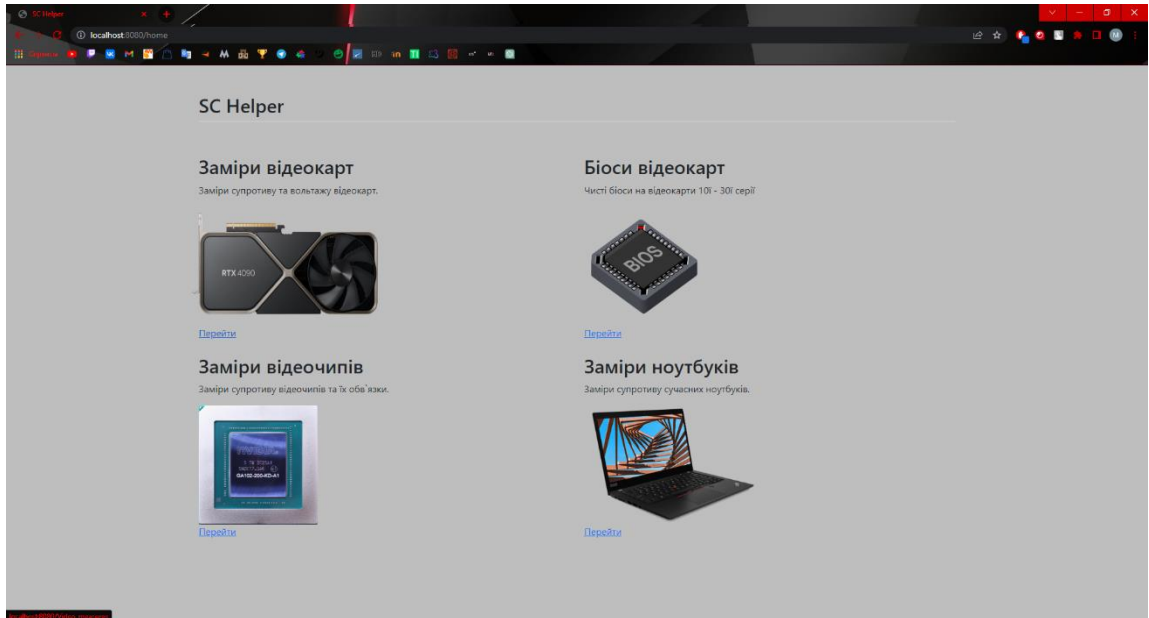 SC Helper
localhost:8080/home
SC Helper
Заміри відеокарт
Заміри супротиву та вольтажу відеокарт.
RTX 4090
Перейти
Біоси відеокарт
Чисті біоси на відеокарти 10ї - 30ї серії
BIOS
Перейти
Заміри відеочипів
Заміри супротиву відеочипів та їх обв`язки.
GA102-200-KD-A1
Перейти
Заміри ноутбуків
Заміри супротиву сучасних ноутбуків.
Перейти